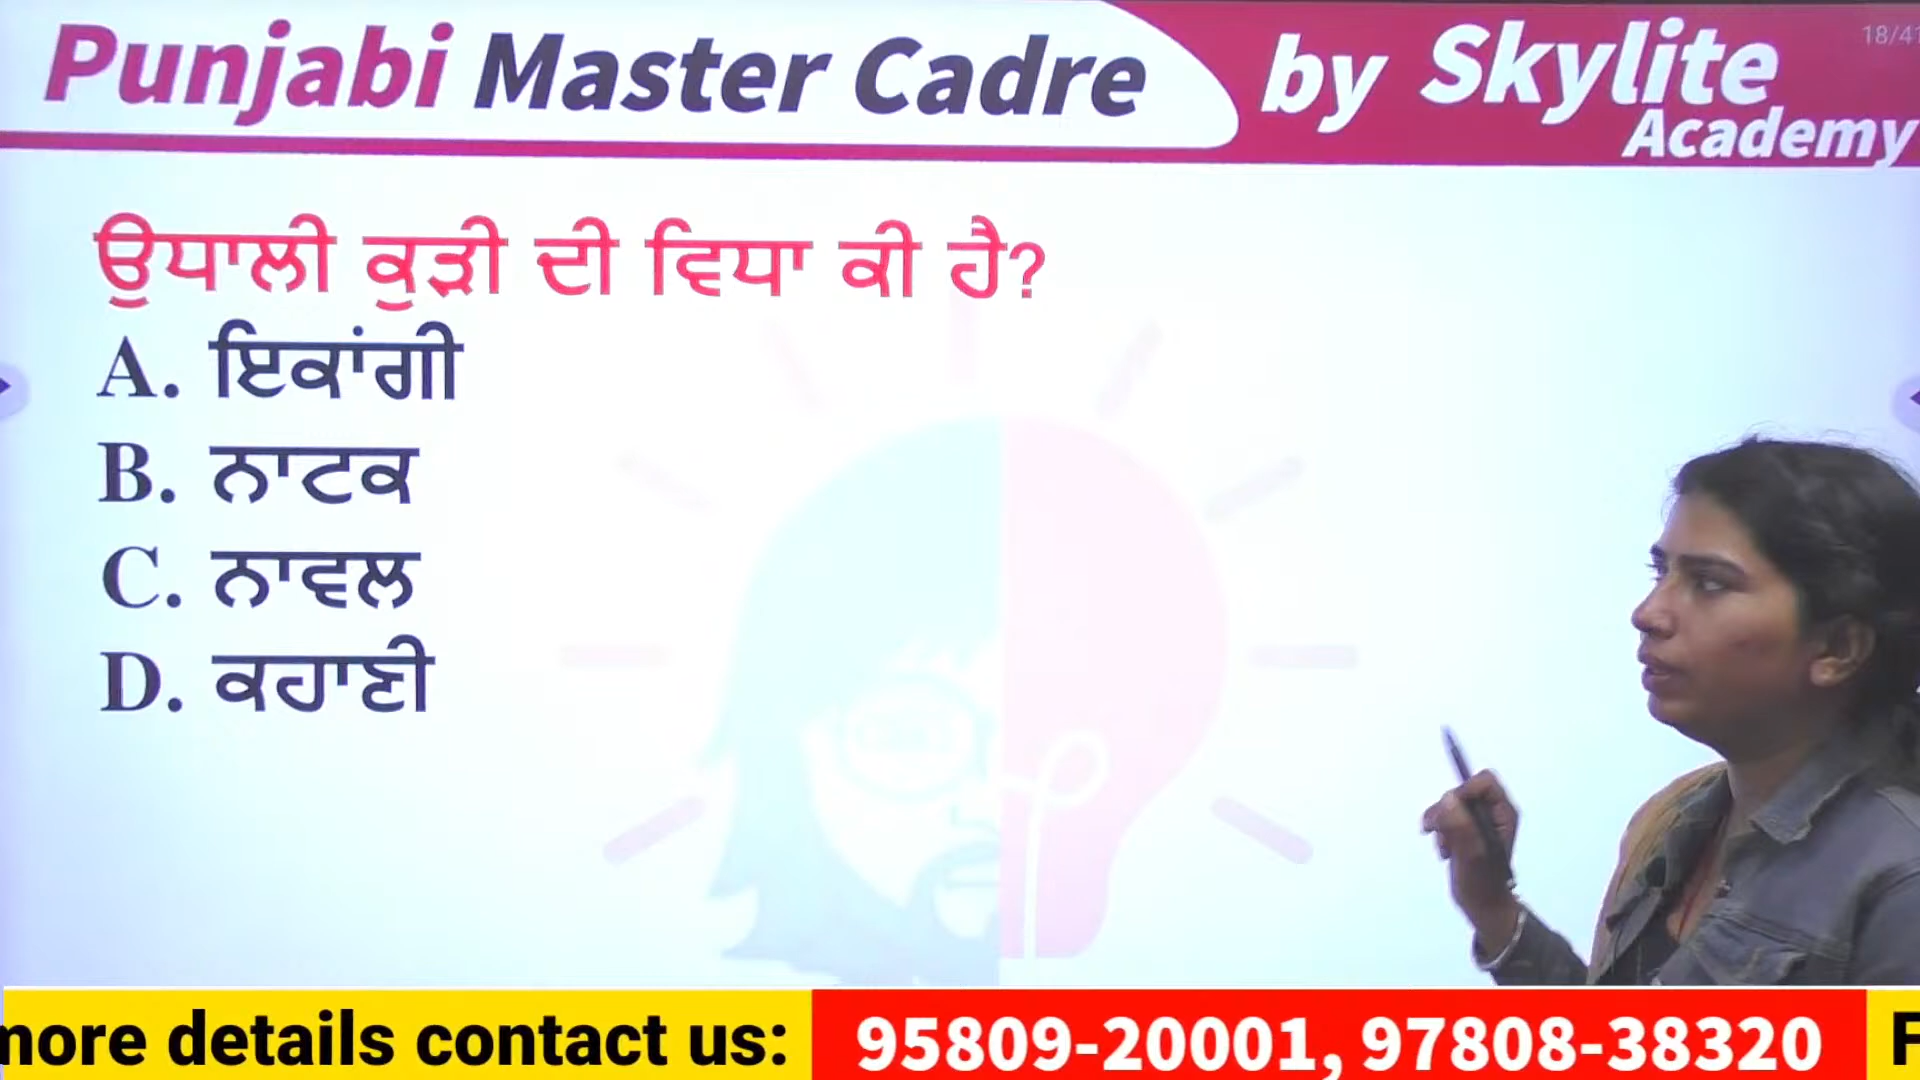 Punjabi Master Cadre by Skylite
Academy
18/41
ਉਧਾਲੀ ਕੁੜੀ ਦੀ ਵਿਧਾ ਕੀ ਹੈ?
A. ਇਕਾਂਗੀ
B. ਨਾਟਕ
C. ਨਾਵਲ
D. ਕਹਾਣੀ
more details contact us: 95809-20001, 97808-38320 F